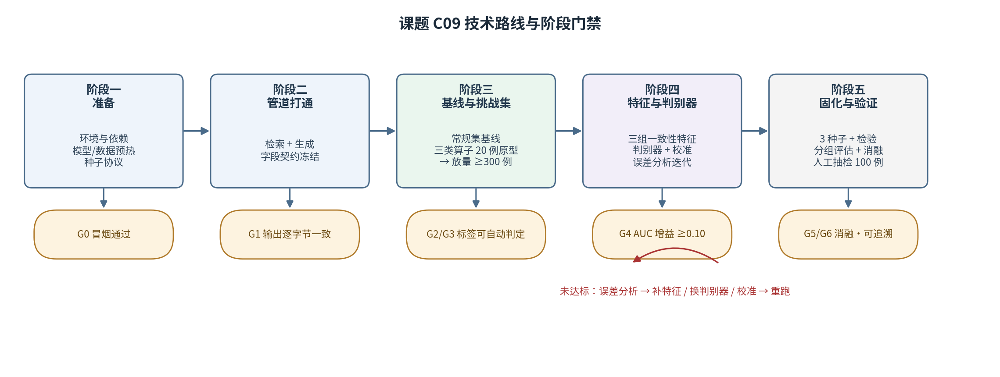 课题 C09 技术路线与阶段门禁
阶段一
准备
环境与依赖
模型/数据预热
种子协议
阶段二
管道打通
检索 + 生成
字段契约冻结
阶段三
基线与挑战集
常规集基线
三类算子 20 例原型
→ 放量 ≥300 例
阶段四
特征与判别器
三组一致性特征
判别器 + 校准
误差分析迭代
阶段五
固化与验证
3 种子 + 检验
分组评估 + 消融
人工抽检 100 例
G0 冒烟通过
G1 输出逐字节一致
G2/G3 标签可自动判定
G4 AUC 增益 ≥0.10
G5/G6 消融・可追溯
未达标：误差分析 → 补特征 / 换判别器 / 校准 → 重跑